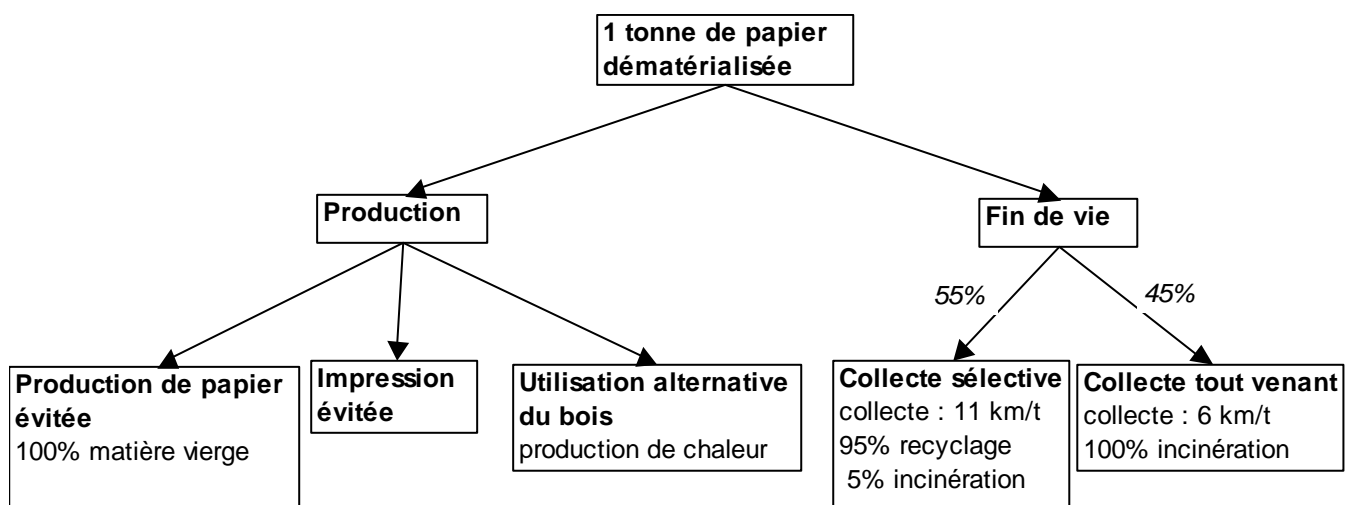 1 tonne de papier
dématérialisée
Production
Fin de vie
55%
45%
Production de papier
évitée
100% matière vierge
Impression
évitée
Utilisation alternative
du bois
production de chaleur
Collecte sélective
collecte : 11 km/t
95% recyclage
5% incinération
Collecte tout venant
collecte : 6 km/t
100% incinération